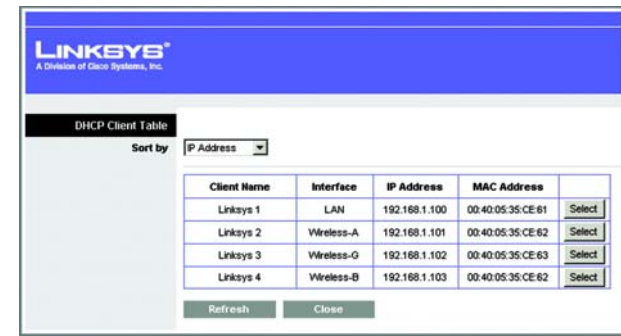 LINKSYS®
A Division of Cisco Systems, Inc.
DHCP Client Table
Sort by IP Address
Client Name Interface IP Address MAC Address
Linksys 1 LAN 192.168.1.100 00:40:05:35:CE:61 Select
Linksys 2 Wireless-A 192.168.1.101 00:40:05:35:CE:62 Select
Linksys 3 Wireless-G 192.168.1.102 00:40:05:35:CE:63 Select
Linksys 4 Wireless-B 192.168.1.103 00:40:05:35:CE:62 Select
Refresh Close